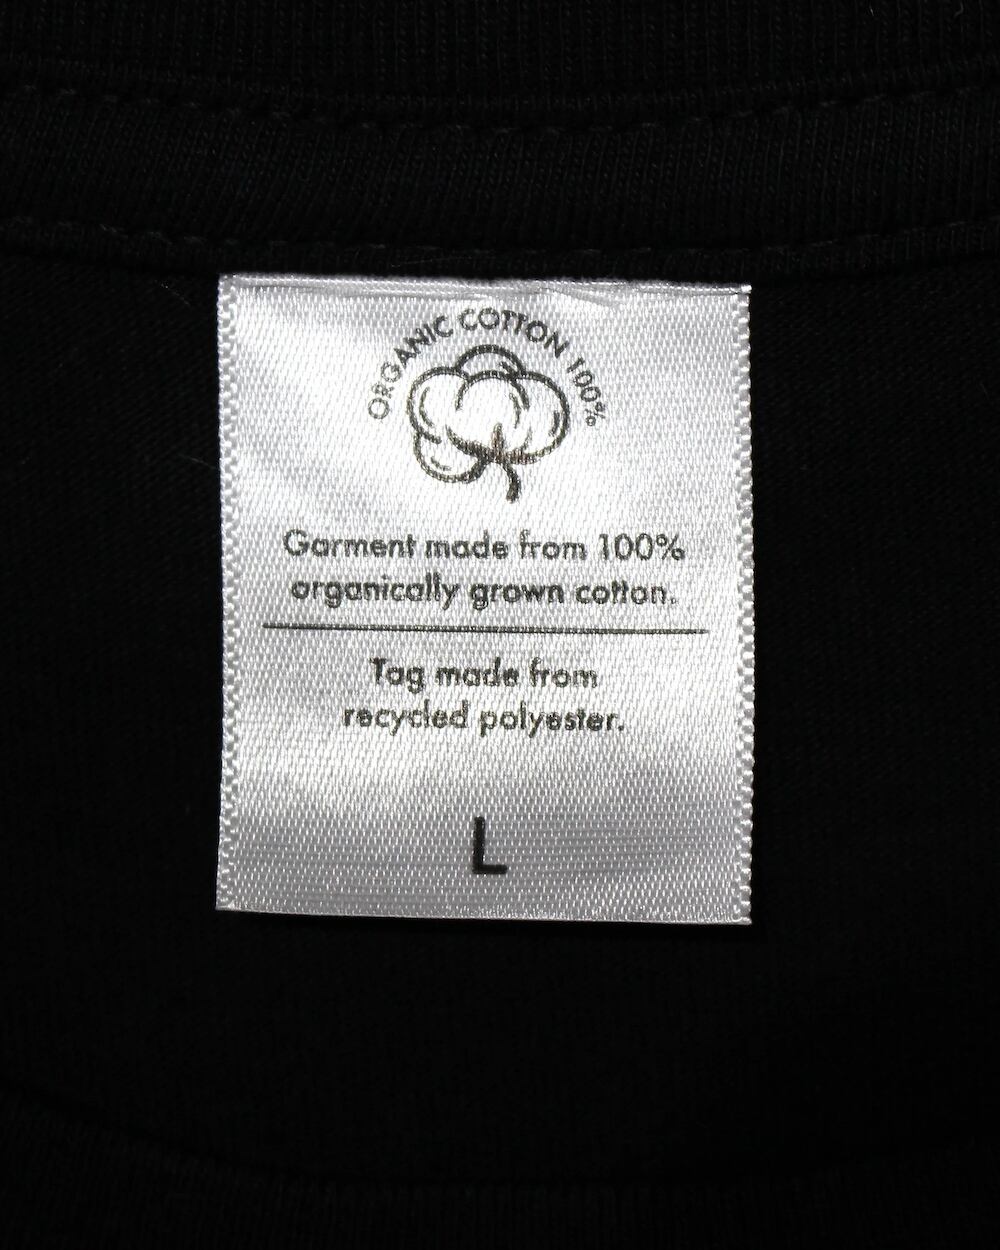 ORGANIC COTTON 100%
Garment made from 100%
organically grown cotton.
Tag made from
recycled polyester.
L